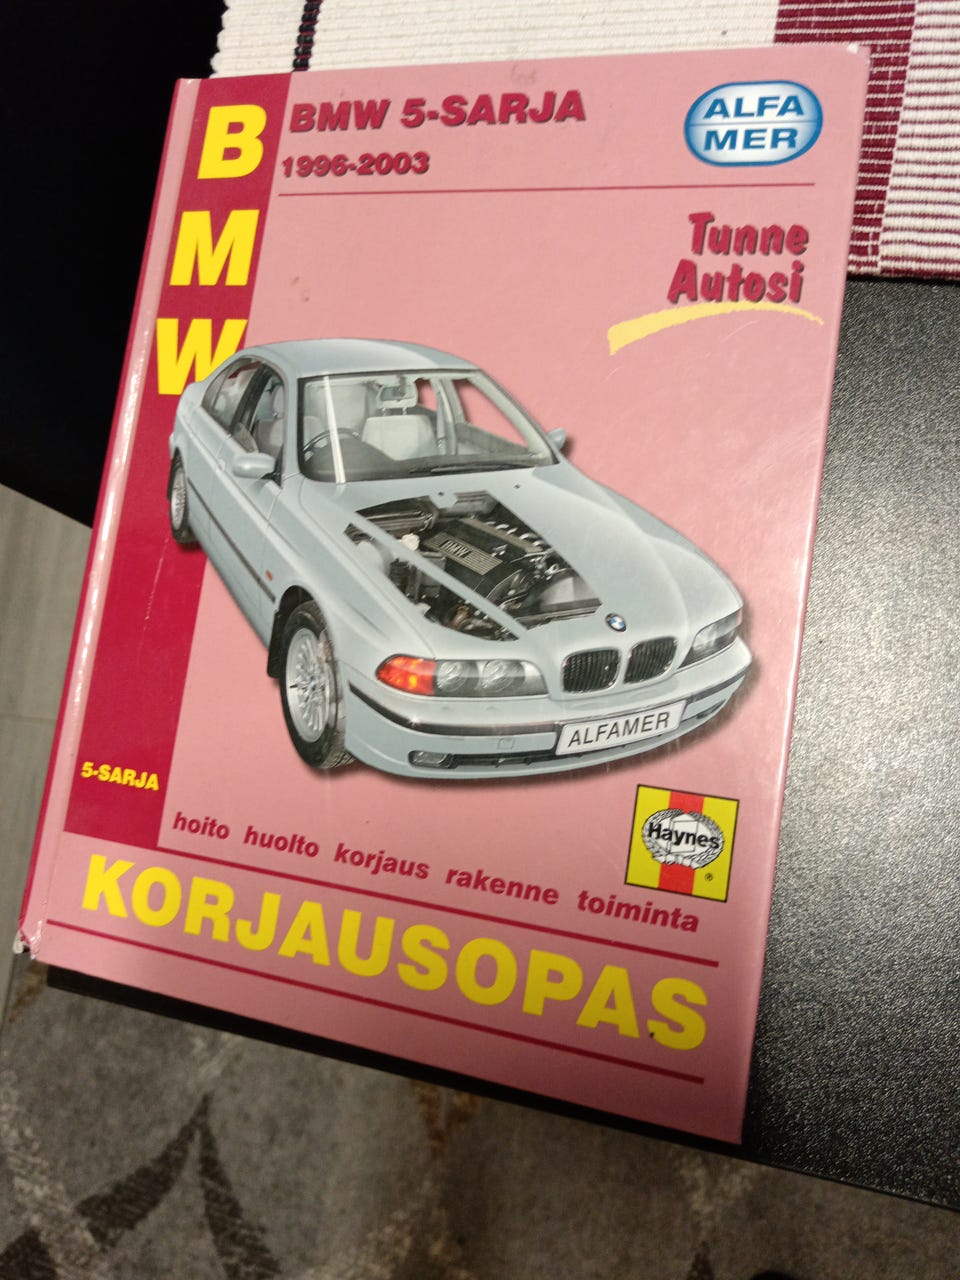 B
M
W
BMW 5-SARJA
1996-2003
ALFA
MER
Tunne
Autosi
BMW
ALFAMER
5-SARJA
Haynes
®
hoito huolto korjaus rakenne toiminta
KORJAUSOPAS